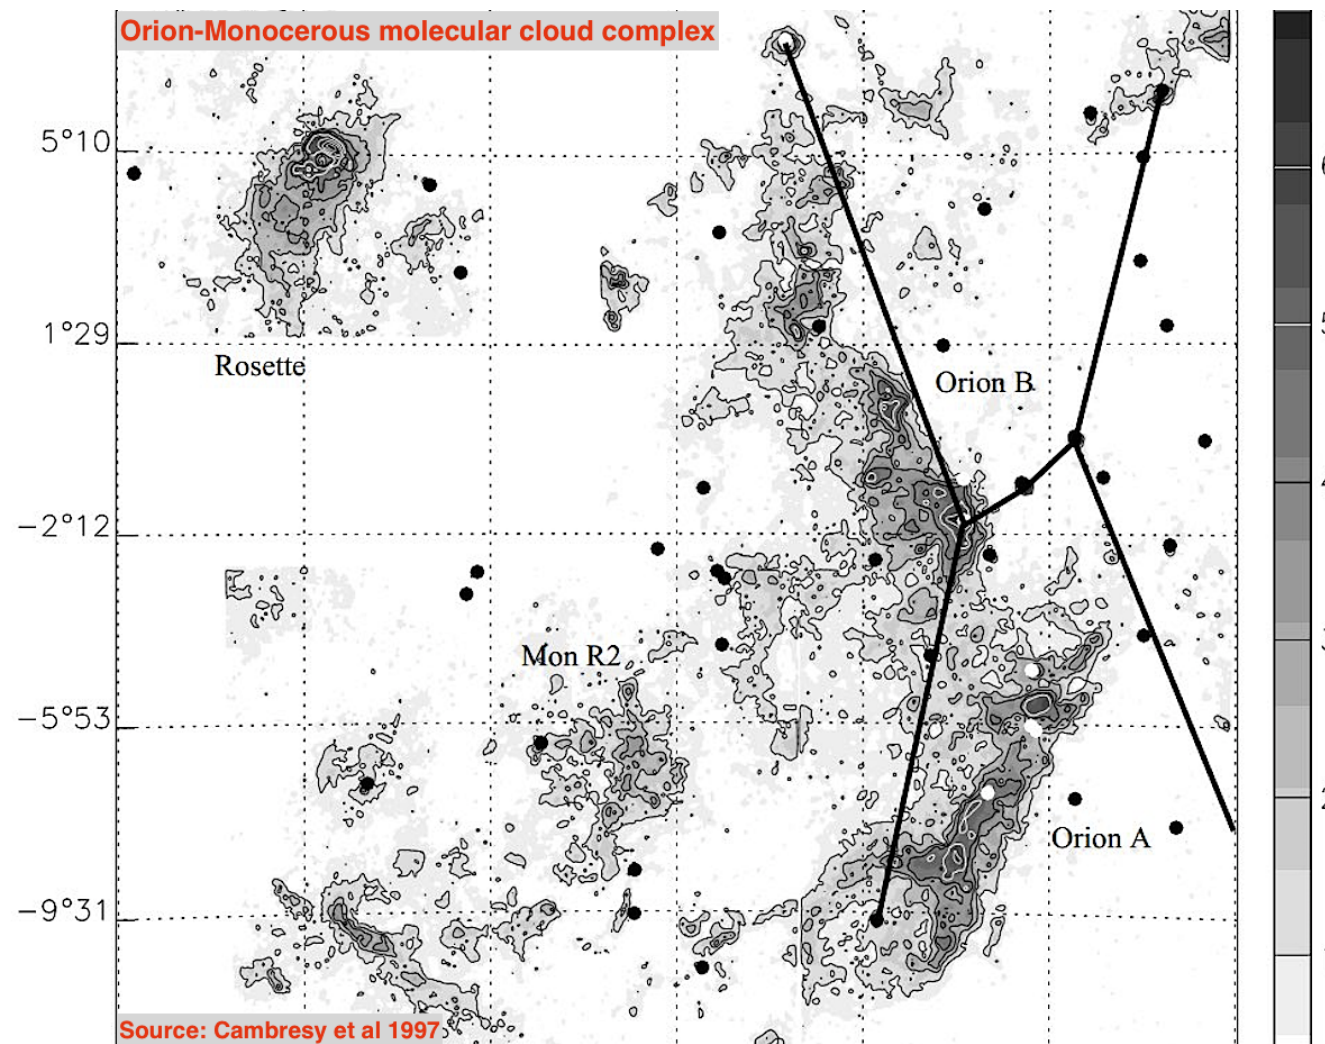 Orion-Monocerous molecular cloud complex
5°10
1°29
Rosette
Orion B
−2°12
Mon R2
−5°53
Orion A
−9°31
Source: Cambresy et al 1997